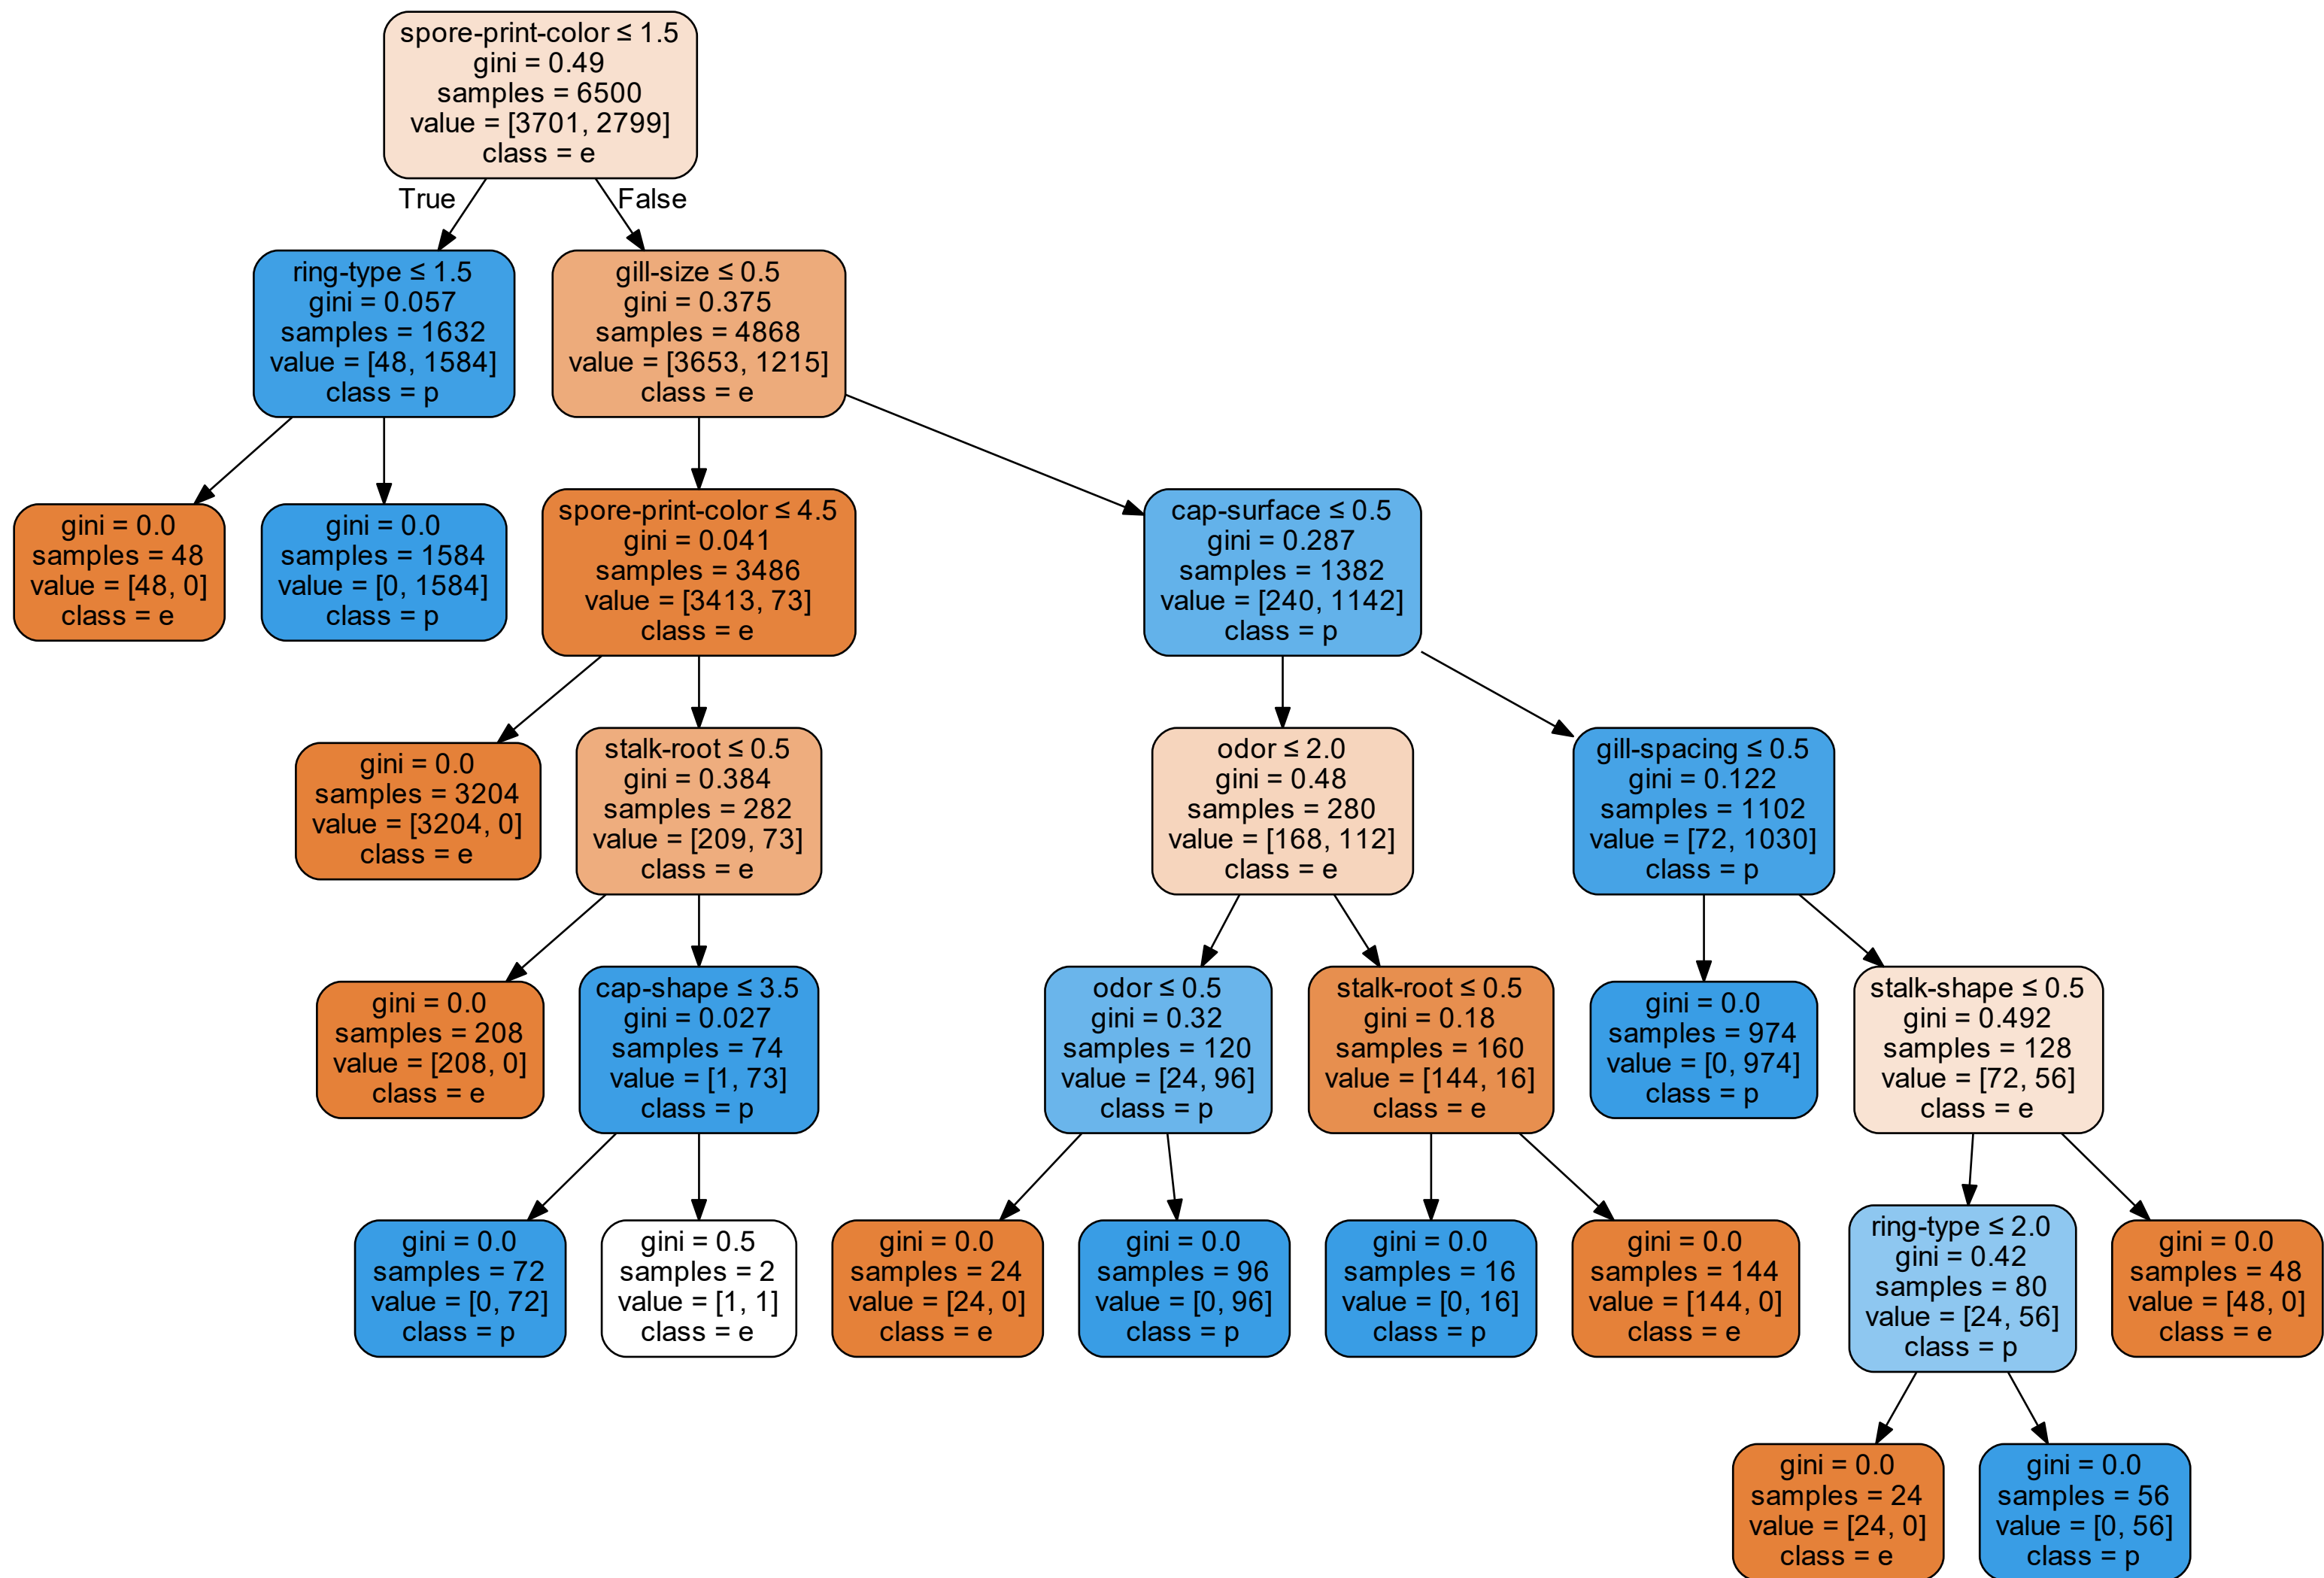 spore-print-color ≤ 1.5
gini = 0.49
samples = 6500
value = [3701, 2799]
class = e
True
False
ring-type ≤ 1.5
gini = 0.057
samples = 1632
value = [48, 1584]
class = p
gill-size ≤ 0.5
gini = 0.375
samples = 4868
value = [3653, 1215]
class = e
gini = 0.0
samples = 48
value = [48, 0]
class = e
gini = 0.0
samples = 1584
value = [0, 1584]
class = p
spore-print-color ≤ 4.5
gini = 0.041
samples = 3486
value = [3413, 73]
class = e
cap-surface ≤ 0.5
gini = 0.287
samples = 1382
value = [240, 1142]
class = p
gini = 0.0
samples = 3204
value = [3204, 0]
class = e
stalk-root ≤ 0.5
gini = 0.384
samples = 282
value = [209, 73]
class = e
odor ≤ 2.0
gini = 0.48
samples = 280
value = [168, 112]
class = e
gill-spacing ≤ 0.5
gini = 0.122
samples = 1102
value = [72, 1030]
class = p
gini = 0.0
samples = 208
value = [208, 0]
class = e
cap-shape ≤ 3.5
gini = 0.027
samples = 74
value = [1, 73]
class = p
odor ≤ 0.5
gini = 0.32
samples = 120
value = [24, 96]
class = p
stalk-root ≤ 0.5
gini = 0.18
samples = 160
value = [144, 16]
class = e
gini = 0.0
samples = 974
value = [0, 974]
class = p
stalk-shape ≤ 0.5
gini = 0.492
samples = 128
value = [72, 56]
class = e
gini = 0.0
samples = 72
value = [0, 72]
class = p
gini = 0.5
samples = 2
value = [1, 1]
class = e
gini = 0.0
samples = 24
value = [24, 0]
class = e
gini = 0.0
samples = 96
value = [0, 96]
class = p
gini = 0.0
samples = 16
value = [0, 16]
class = p
gini = 0.0
samples = 144
value = [144, 0]
class = e
ring-type ≤ 2.0
gini = 0.42
samples = 80
value = [24, 56]
class = p
gini = 0.0
samples = 48
value = [48, 0]
class = e
gini = 0.0
samples = 24
value = [24, 0]
class = e
gini = 0.0
samples = 56
value = [0, 56]
class = p